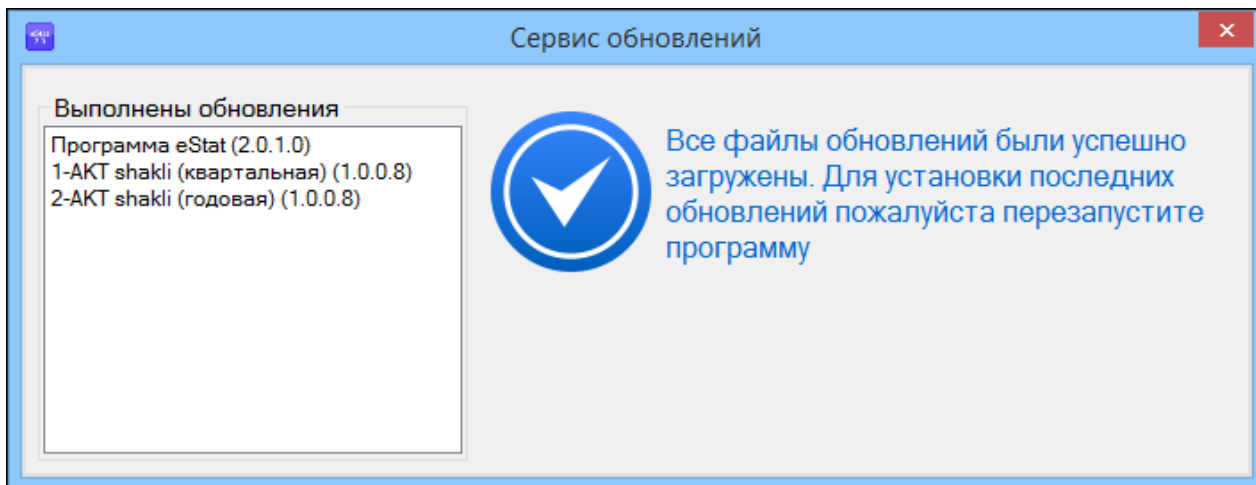 Сервис обновлений
Выполнены обновления
Программа eStat (2.0.1.0)
1-AKT shakli (квартальная) (1.0.0.8)
2-AKT shakli (годовая) (1.0.0.8)
Все файлы обновлений были успешно
загружены. Для установки последних
обновлений пожалуйста перезапустите
программу